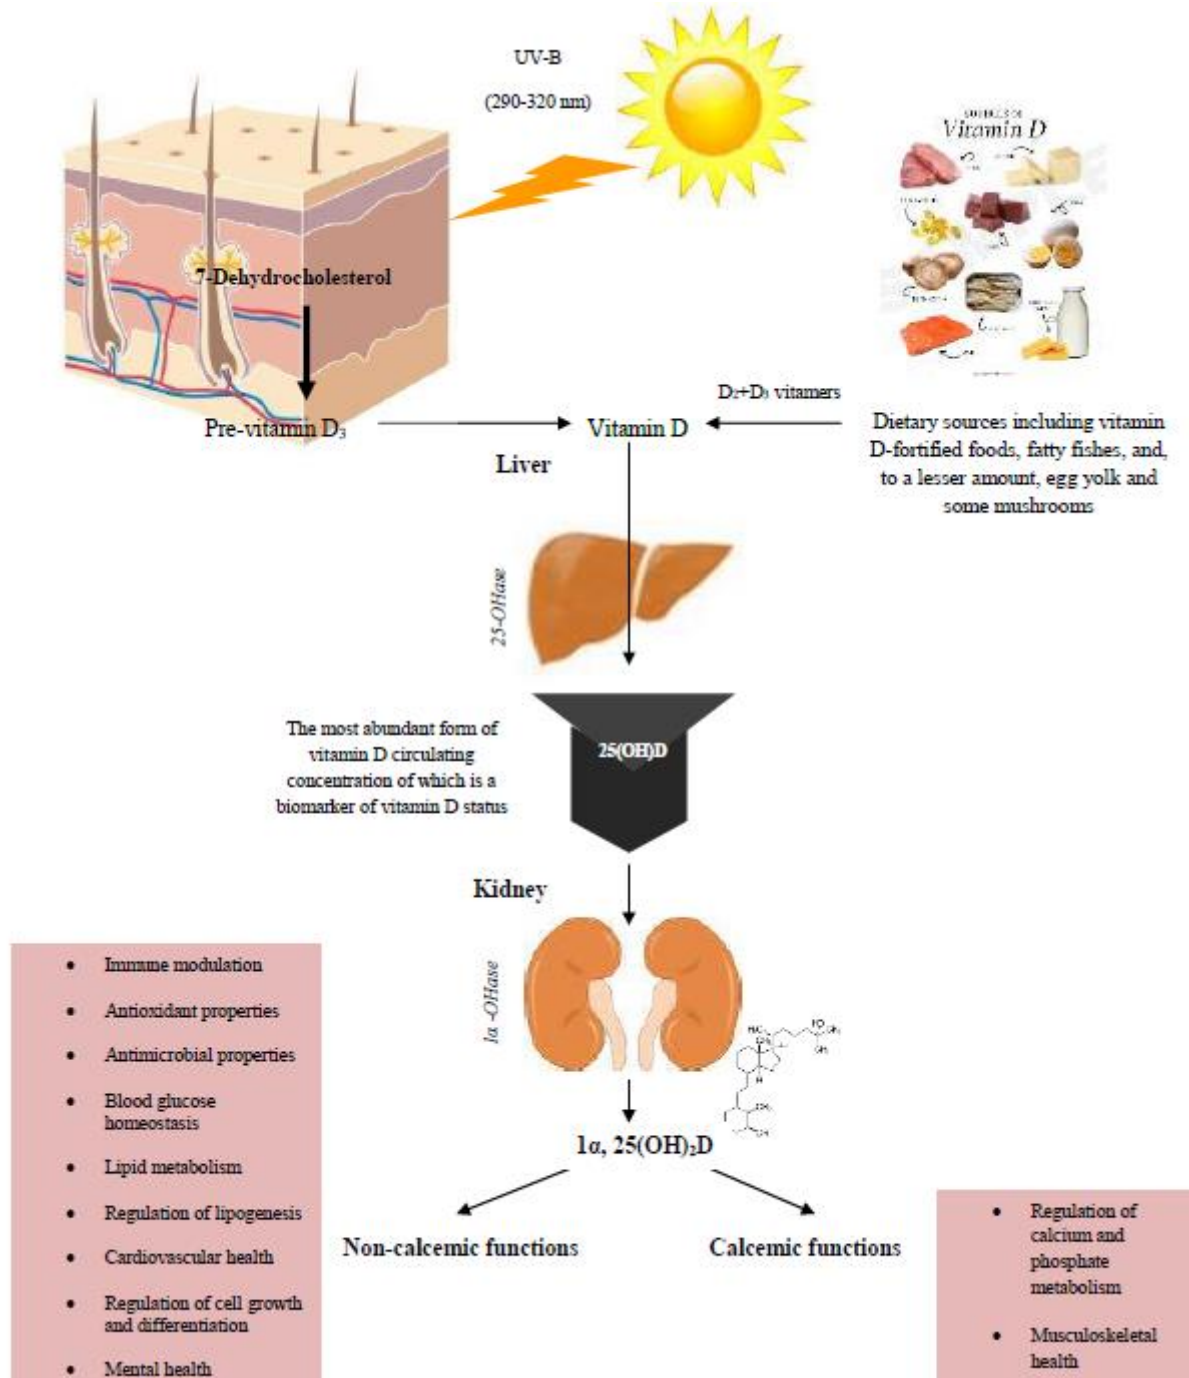 UV-B
(290-320 nm)
Vitamin D
7-Dehydrocholesterol
D₂+D₃ vitamers
Pre-vitamin D₃
Vitamin D
Dietary sources including vitamin
D-fortified foods, fatty fishes, and,
to a lesser amount, egg yolk and
some mushrooms
Liver
25-OHase
The most abundant form of
vitamin D circulating
concentration of which is a
biomarker of vitamin D status
25(OH)D
Kidney
1α -OHase
1α, 25(OH)₂D
Non-calcemic functions
Calcemic functions
• Immune modulation
• Antioxidant properties
• Antimicrobial properties
• Blood glucose
homeostasis
• Lipid metabolism
• Regulation of lipogenesis
• Cardiovascular health
• Regulation of cell growth
and differentiation
• Mental health
• Regulation of
calcium and
phosphate
metabolism
• Musculoskeletal
health